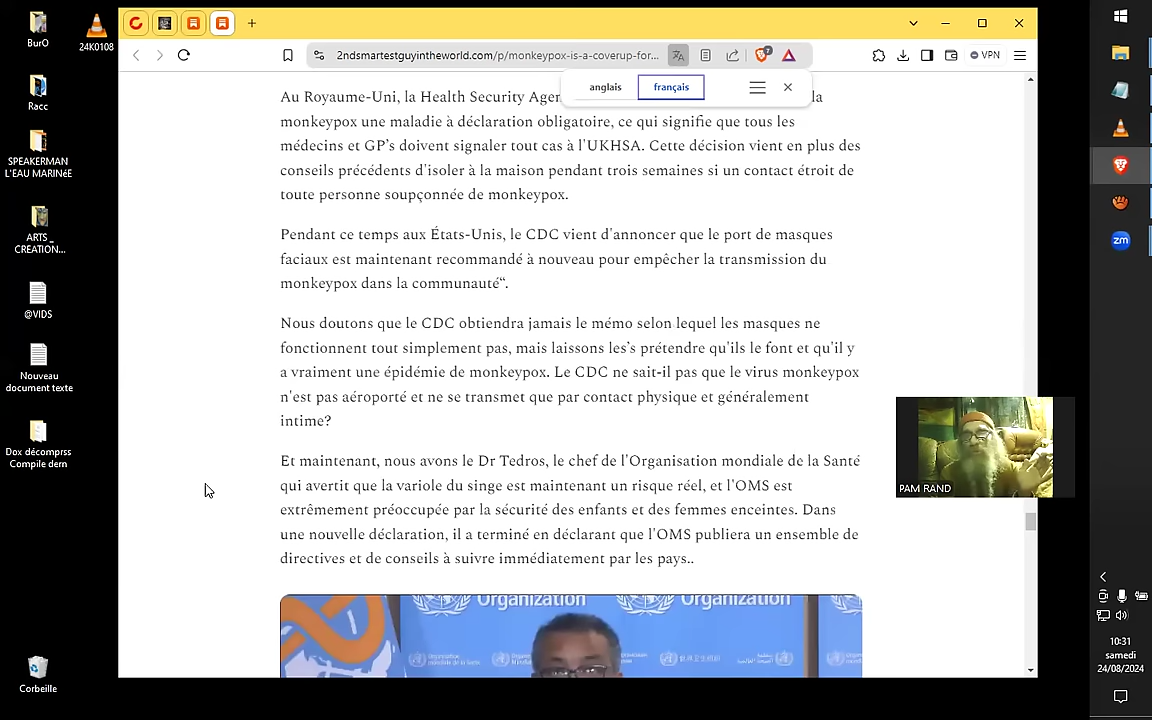 BurO
24K0108
Racc
SPEAKERMAN
L'EAU MARINéE
ARTS _
CREATION...
@VIDS
Nouveau
document texte
Dox décomprss
Compile dern
Corbeille
2ndsmartestguyintheworld.com/p/monkeypox-is-a-coverup-for...
VPN
anglais
français
Au Royaume-Uni, la Health Security Agen
la
monkeypox une maladie à déclaration obligatoire, ce qui signifie que tous les
médecins et GP's doivent signaler tout cas à l'UKHSA. Cette décision vient en plus des
conseils précédents d'isoler à la maison pendant trois semaines si un contact étroit de
toute personne soupçonnée de monkeypox.
Pendant ce temps aux États-Unis, le CDC vient d'annoncer que le port de masques
faciaux est maintenant recommandé à nouveau pour empêcher la transmission du
monkeypox dans la communauté“.
Nous doutons que le CDC obtiendra jamais le mémo selon lequel les masques ne
fonctionnent tout simplement pas, mais laissons les’s prétendre qu'ils le font et qu'il y
a vraiment une épidémie de monkeypox. Le CDC ne sait-il pas que le virus monkeypox
n'est pas aéroporté et ne se transmet que par contact physique et généralement
intime?
Et maintenant, nous avons le Dr Tedros, le chef de l'Organisation mondiale de la Santé
qui avertit que la variole du singe est maintenant un risque réel, et l'OMS est
extrêmement préoccupée par la sécurité des enfants et des femmes enceintes. Dans
une nouvelle déclaration, il a terminé en déclarant que l'OMS publiera un ensemble de
directives et de conseils à suivre immédiatement par les pays..
Organization
Organization
PAM RAND
zm
10:31
samedi
24/08/2024